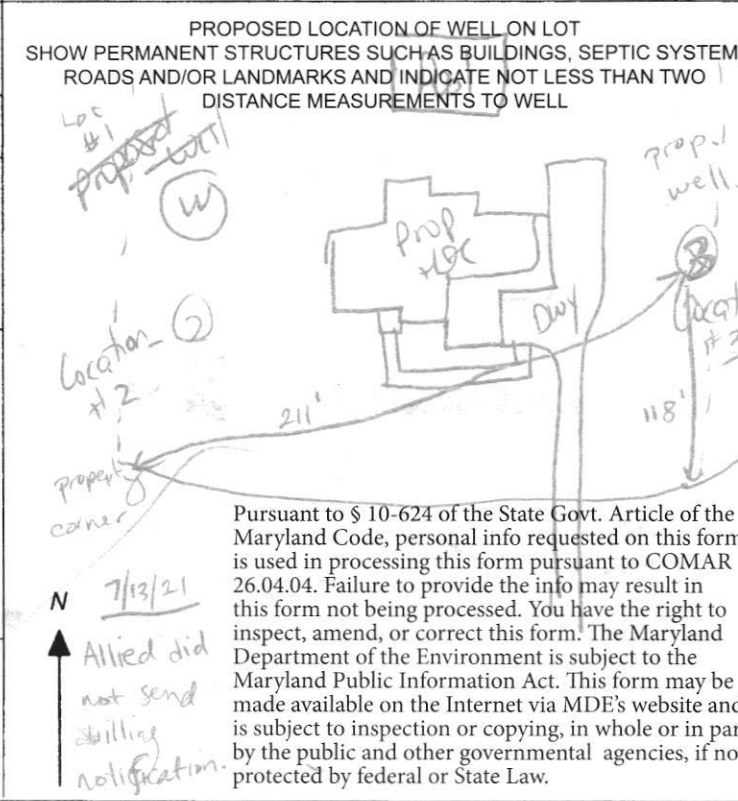 PROPOSED LOCATION OF WELL ON LOT
SHOW PERMANENT STRUCTURES SUCH AS BUILDINGS, SEPTIC SYSTEM
ROADS AND/OR LANDMARKS AND INDICATE NOT LESS THAN TWO
DISTANCE MEASUREMENTS TO WELL
Loc
#1
Proposed
well
W
Prop
prop.
well
Dwy
Location
#2
2
211'
118'
property
corner
Pursuant to § 10-624 of the State Govt. Article of the
Maryland Code, personal info requested on this form
is used in processing this form pursuant to COMAR
26.04.04. Failure to provide the info may result in
this form not being processed. You have the right to
inspect, amend, or correct this form. The Maryland
Department of the Environment is subject to the
Maryland Public Information Act. This form may be
made available on the Internet via MDE's website and
is subject to inspection or copying, in whole or in par
by the public and other governmental agencies, if no
protected by federal or State Law.
N
7/13/21
Allied did
not send
drilling
notification.